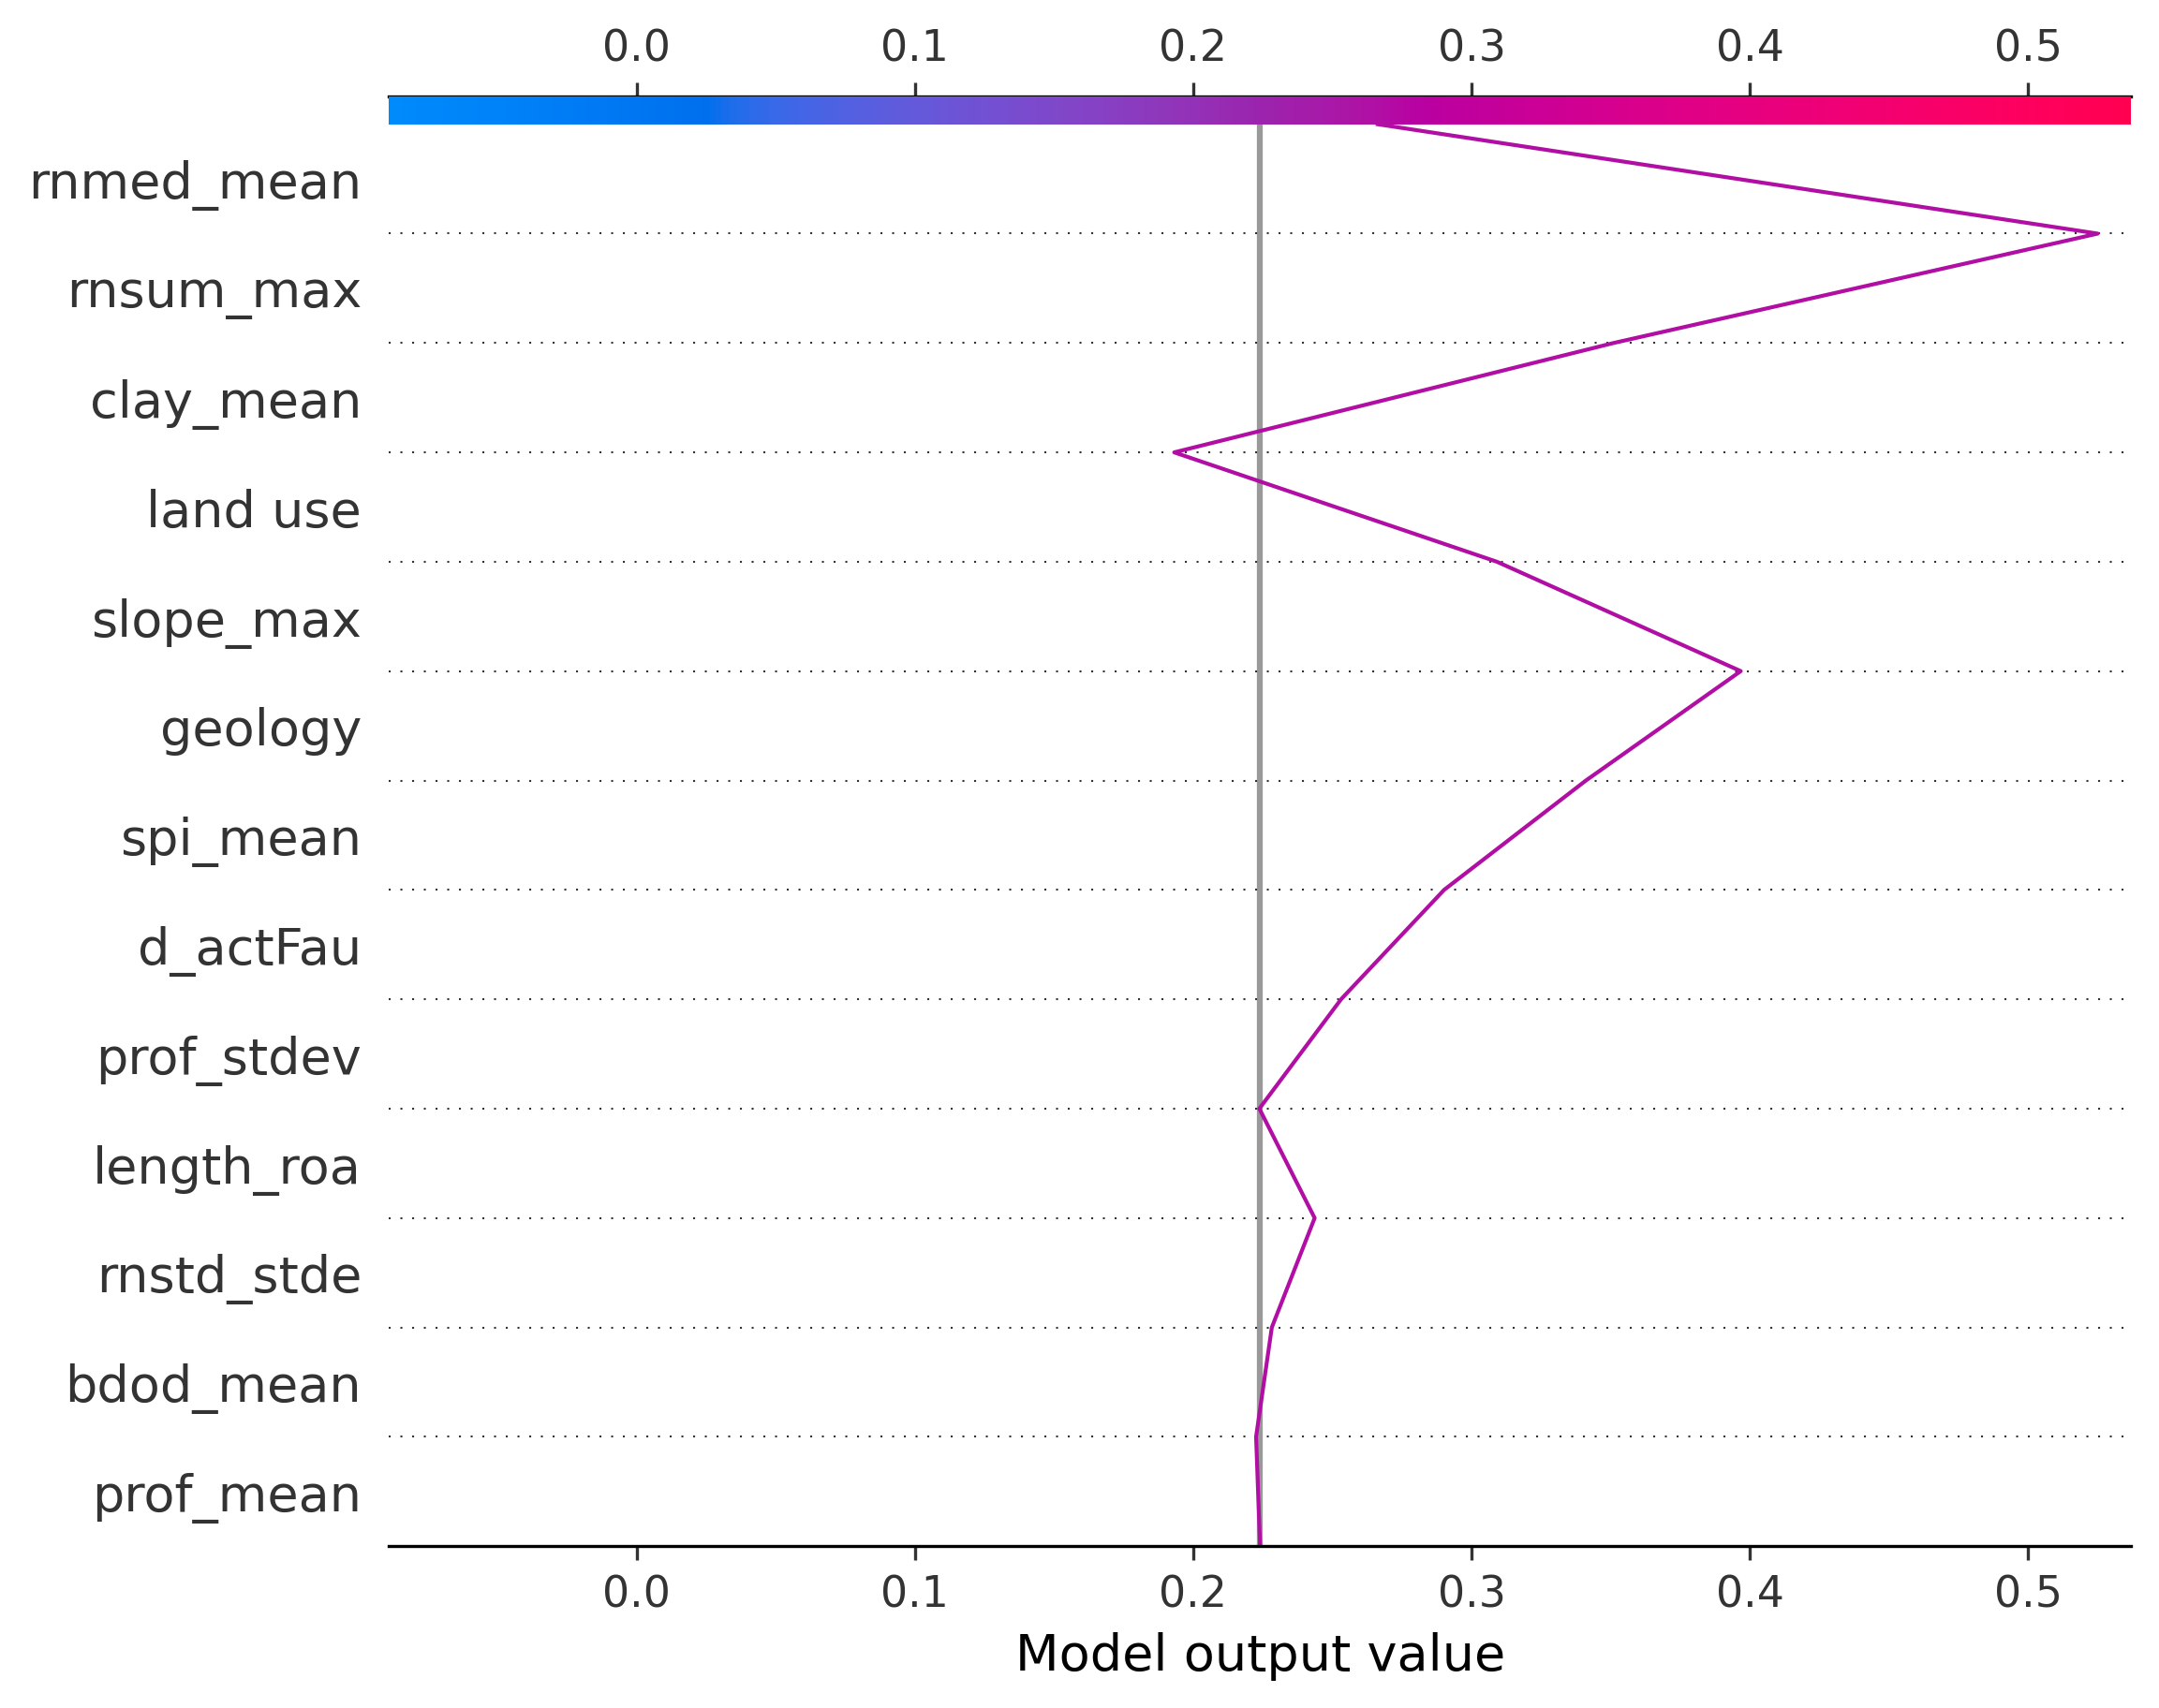 0.0 0.1 0.2 0.3 0.4 0.5
rnmed_mean
rnsum_max
clay_mean
land use
slope_max
geology
spi_mean
d_actFau
prof_stdev
length_roa
rnstd_stde
bdod_mean
prof_mean
0.0 0.1 0.2 0.3 0.4 0.5
Model output value